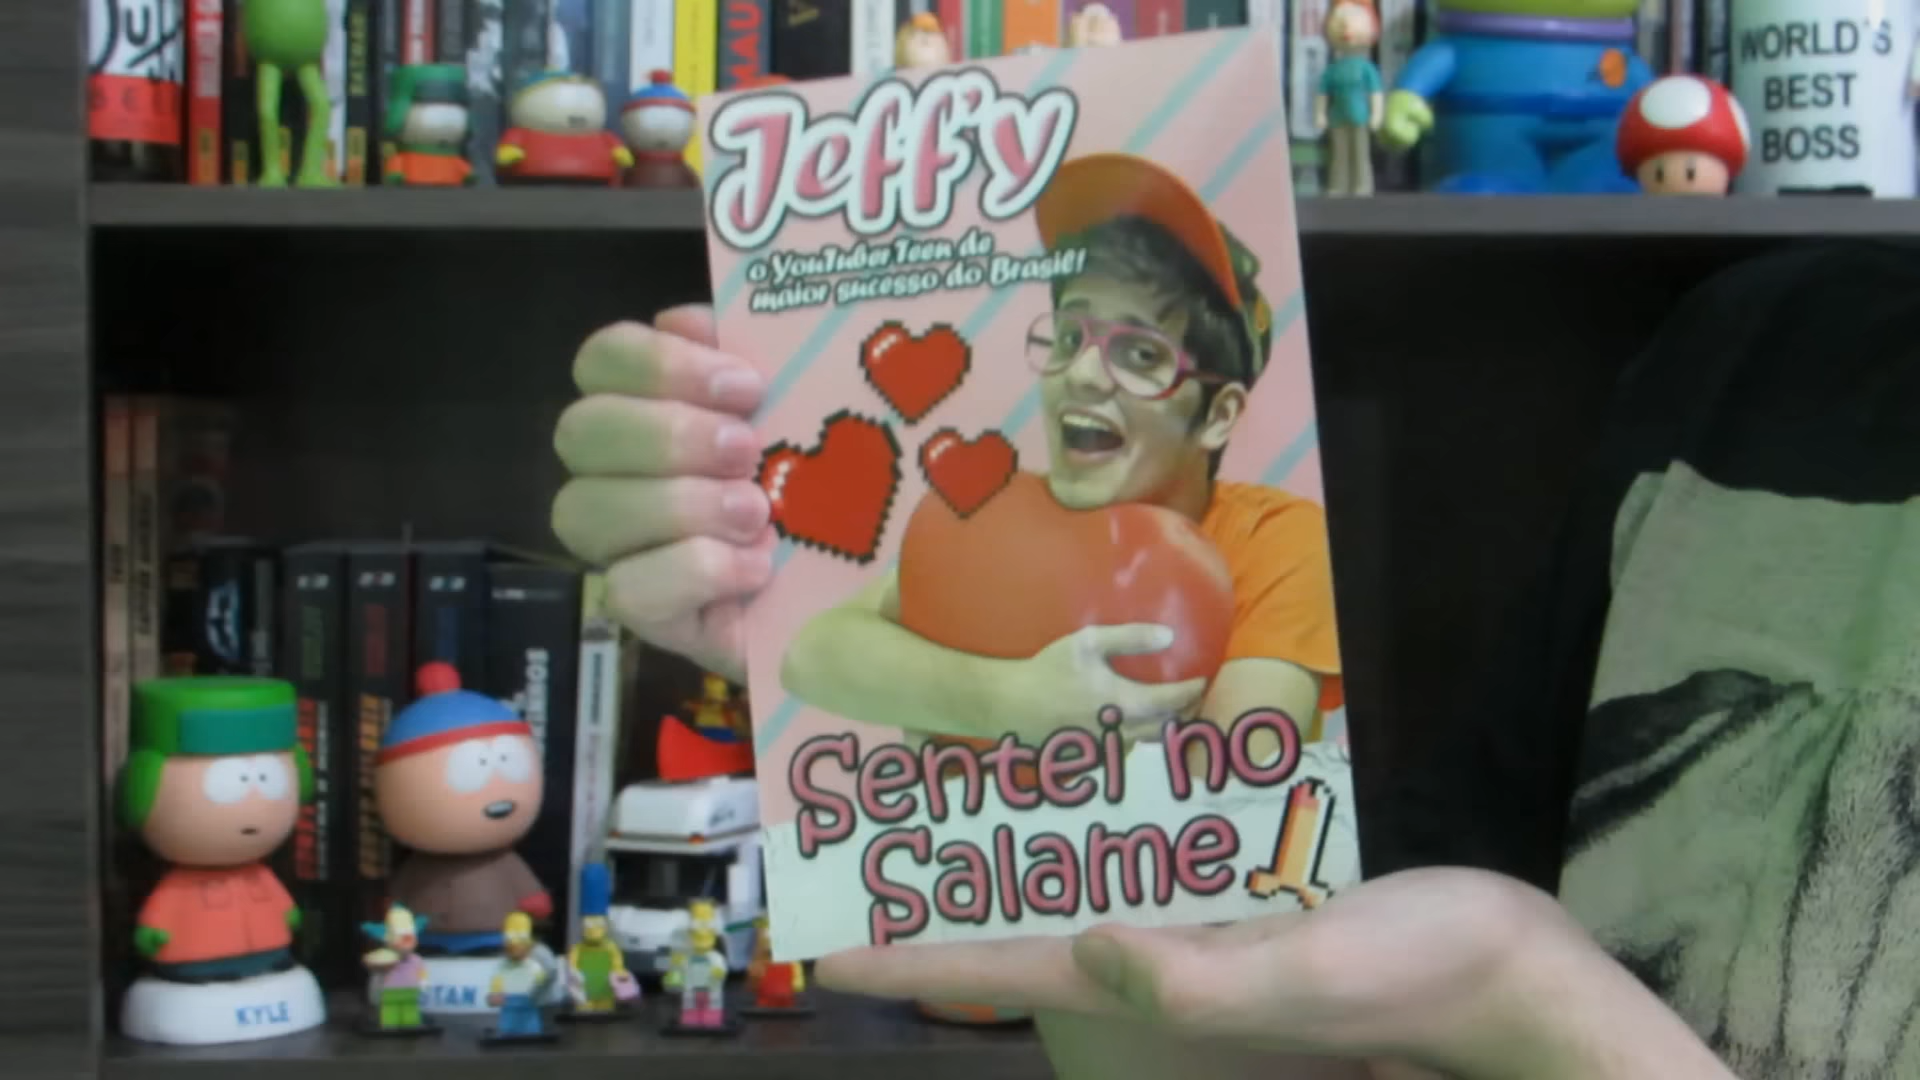 WORLD'S
BEST
BOSS
Jeff'y
o YouTuber Teen de
maior sucesso do Brasil!
Sentei no
Salame
KYLE
STAN